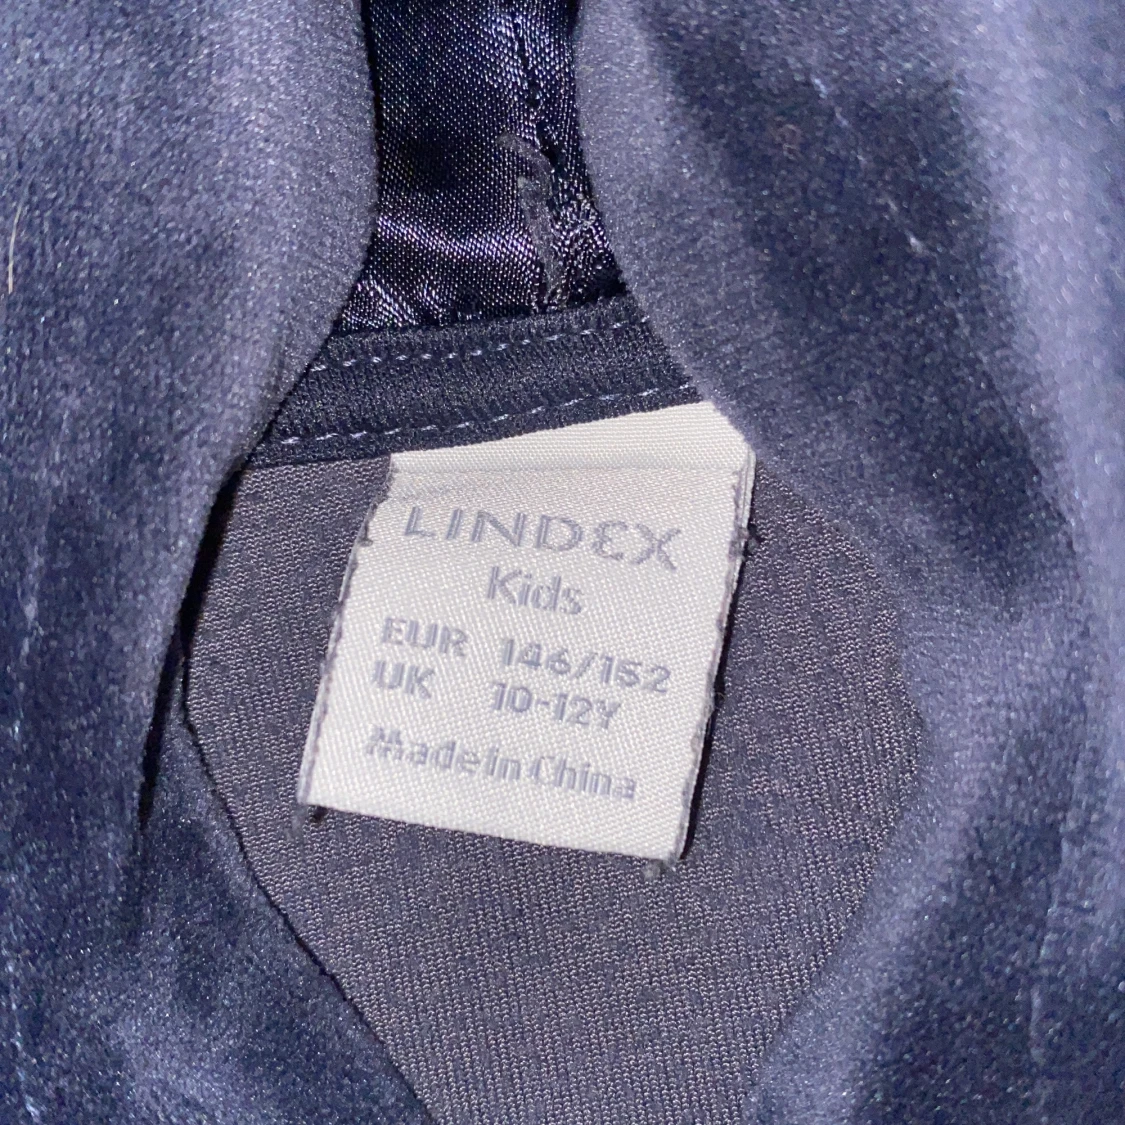 LINDEX
Kids
EUR 146/152
UK 10-12Y
Made in China